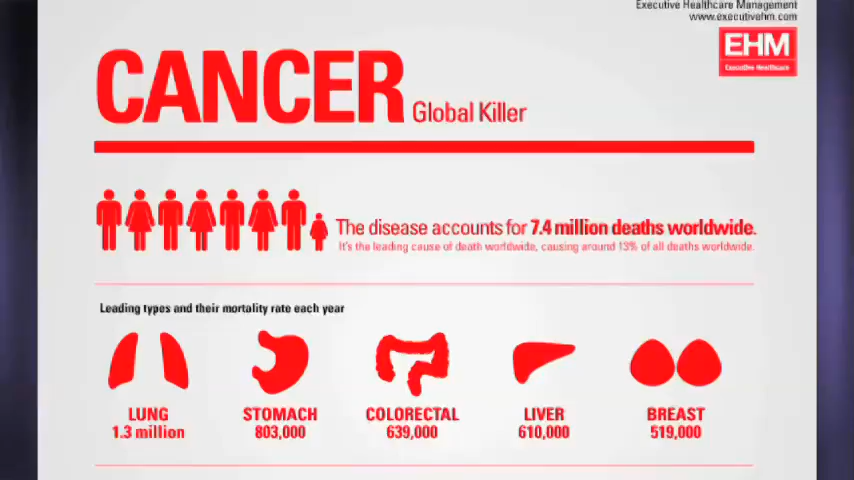 Executive Healthcare Management
www.executivehm.com
EHM
Executive Healthcare
CANCER Global Killer
The disease accounts for 7.4 million deaths worldwide.
It's the leading cause of death worldwide, causing around 13% of all deaths worldwide.
Leading types and their mortality rate each year
LUNG
1.3 million
STOMACH
803,000
COLORECTAL
639,000
LIVER
610,000
BREAST
519,000